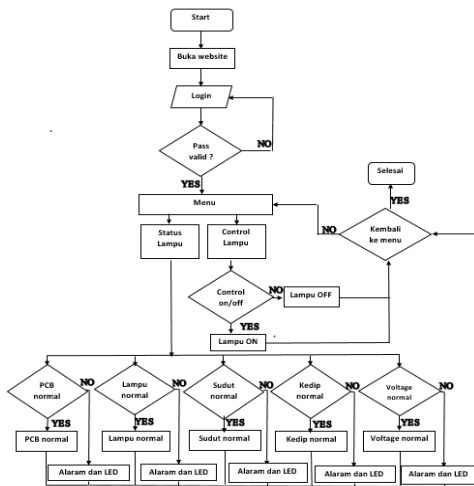 Start
Buka website
Login
Pass
valid ?
NO
YES
Menu
Selesai
YES
Kembali
ke menu
NO
Status
Lampu
Control
Lampu
Control
on/off
NO
Lampu OFF
YES
Lampu ON
PCB
normal
NO
Lampu
normal
NO
Sudut
normal
NO
Kedip
normal
NO
Voltage
normal
NO
YES
YES
YES
YES
YES
PCB normal
Lampu normal
Sudut normal
Kedip normal
Voltage normal
Alaram dan LED
Alaram dan LED
Alaram dan LED
Alaram dan LED
Alaram dan LED